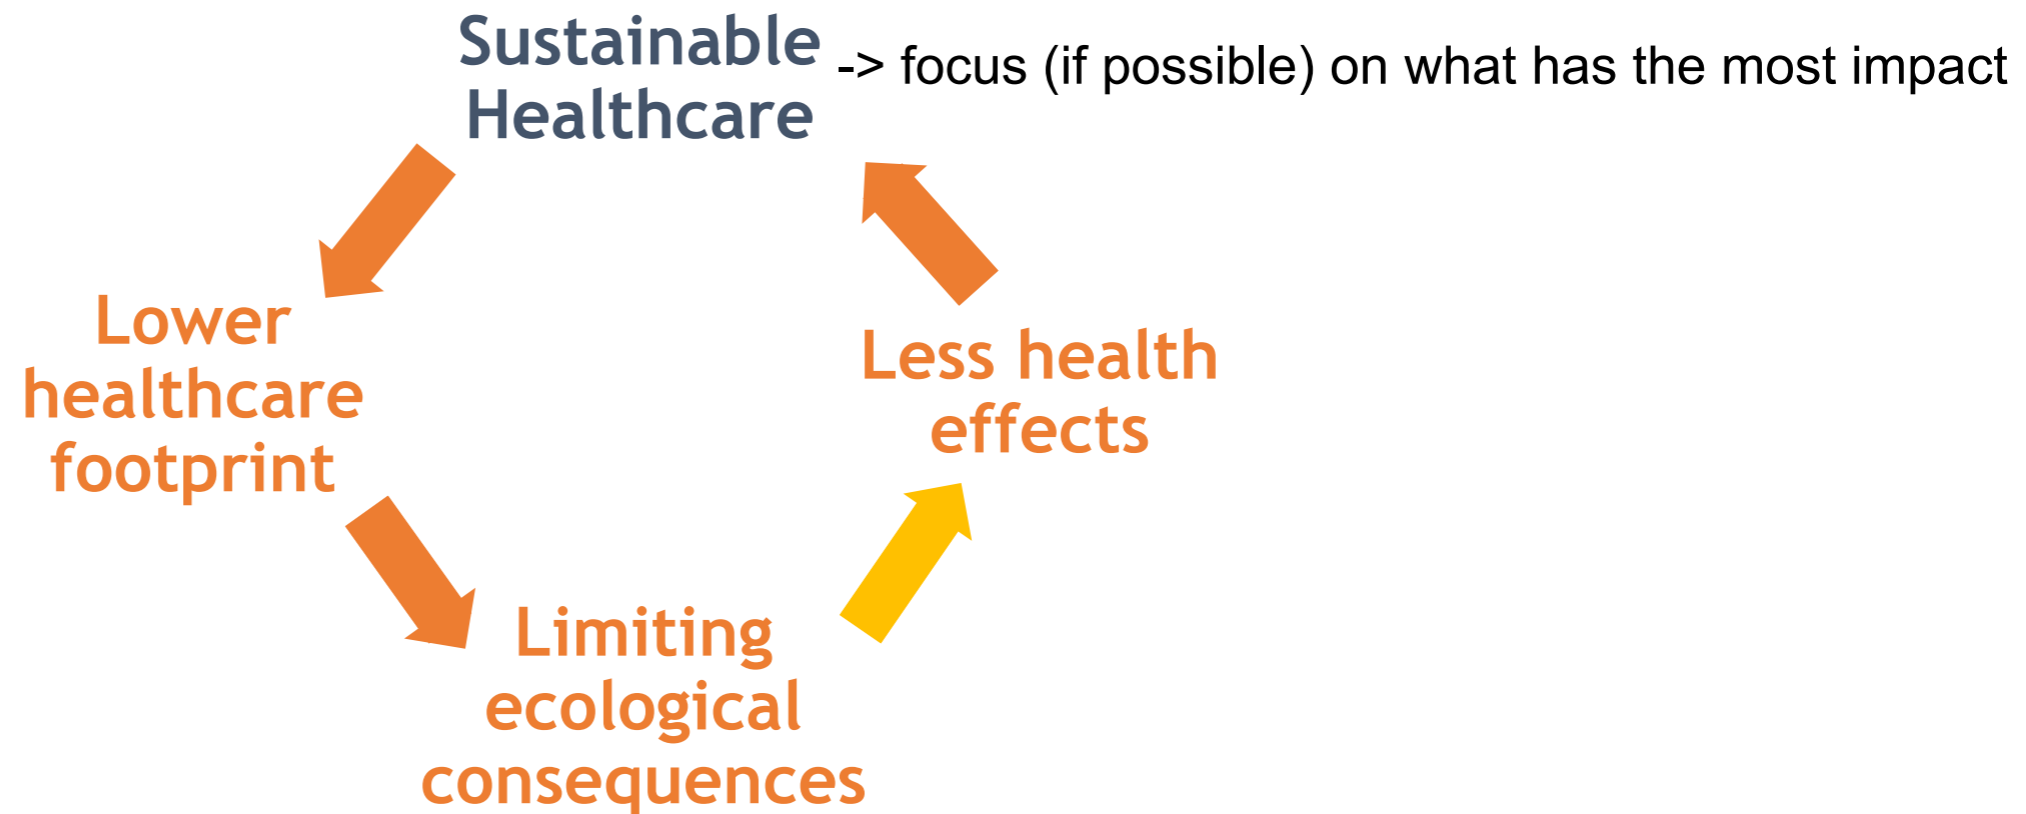 Sustainable
Healthcare
-> focus (if possible) on what has the most impact
Lower
healthcare
footprint
Less health
effects
Limiting
ecological
consequences